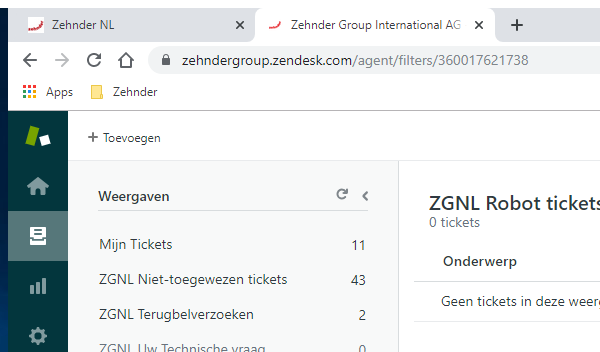 Zehnder NL
Zehnder Group International AG
zehndergroup.zendesk.com/agent/filters/360017621738
Apps
Zehnder
Toevoegen
Weergaven
Mijn Tickets 11
ZGNL Niet-toegewezen tickets 43
ZGNL Terugbelverzoeken 2
ZGNL Uw Technische vraag 0
ZGNL Robot tickets
0 tickets
Onderwerp
Geen tickets in deze weerg